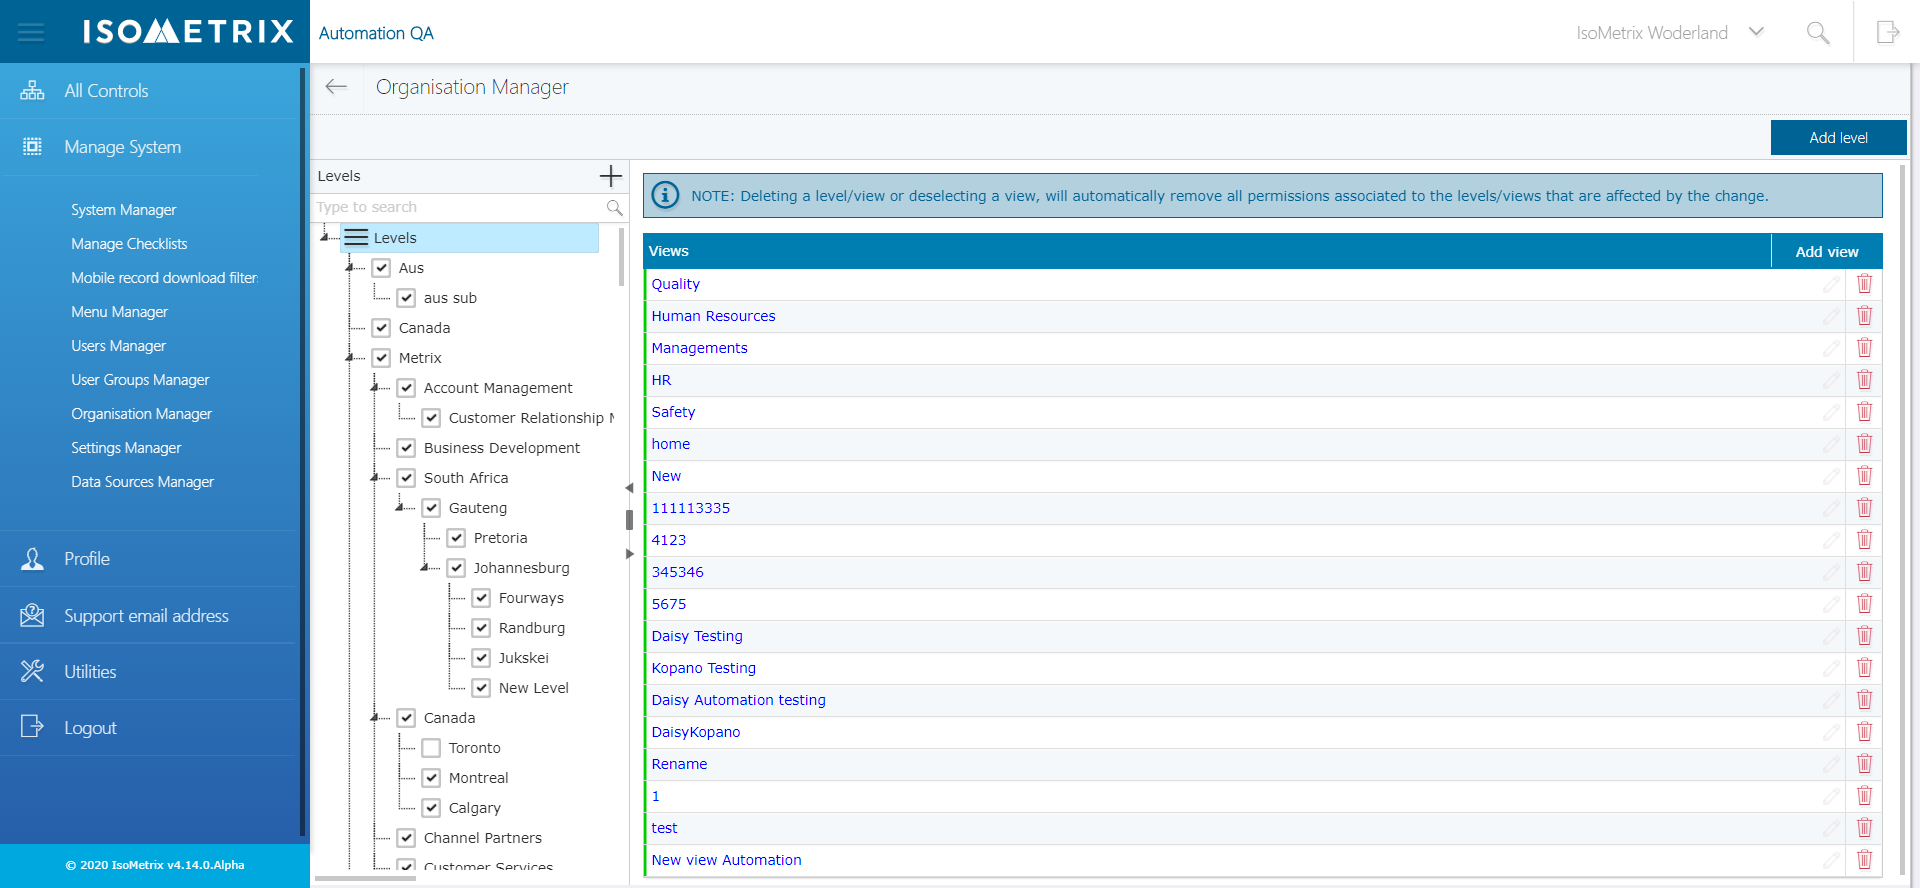 ISOMETRIX
Automation QA
IsoMetrix Woderland
All Controls
Manage System
System Manager
Manage Checklists
Mobile record download filter
Menu Manager
Users Manager
User Groups Manager
Organisation Manager
Settings Manager
Data Sources Manager
Profile
Support email address
Utilities
Logout
© 2020 IsoMetrix v4.14.0.Alpha
Organisation Manager
Add level
Levels
Type to search
Levels
Aus
aus sub
Canada
Metrix
Account Management
Customer Relationship
Business Development
South Africa
Gauteng
Pretoria
Johannesburg
Fourways
Randburg
Jukskei
New Level
Canada
Toronto
Montreal
Calgary
Channel Partners
Customer Services
NOTE: Deleting a level/view or deselecting a view, will automatically remove all permissions associated to the levels/views that are affected by the change.
Views
Add view
Quality
Human Resources
Managements
HR
Safety
home
New
111113335
4123
345346
5675
Daisy Testing
Kopano Testing
Daisy Automation testing
DaisyKopano
Rename
1
test
New view Automation